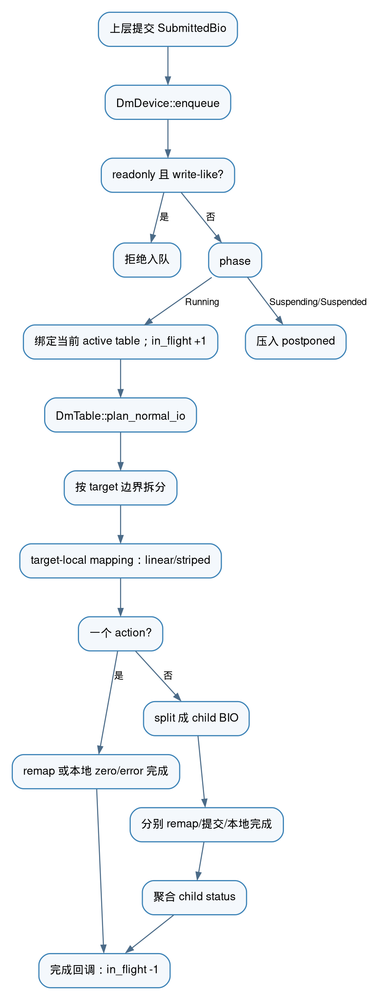 上层提交 SubmittedBio
DmDevice::enqueue
readonly 且 write-like?
是
否
拒绝入队
phase
Running
Suspending/Suspended
绑定当前 active table；in_flight +1
压入 postponed
DmTable::plan_normal_io
按 target 边界拆分
target-local mapping：linear/striped
一个 action?
是
否
split 成 child BIO
remap 或本地 zero/error 完成
分别 remap/提交/本地完成
聚合 child status
完成回调：in_flight -1